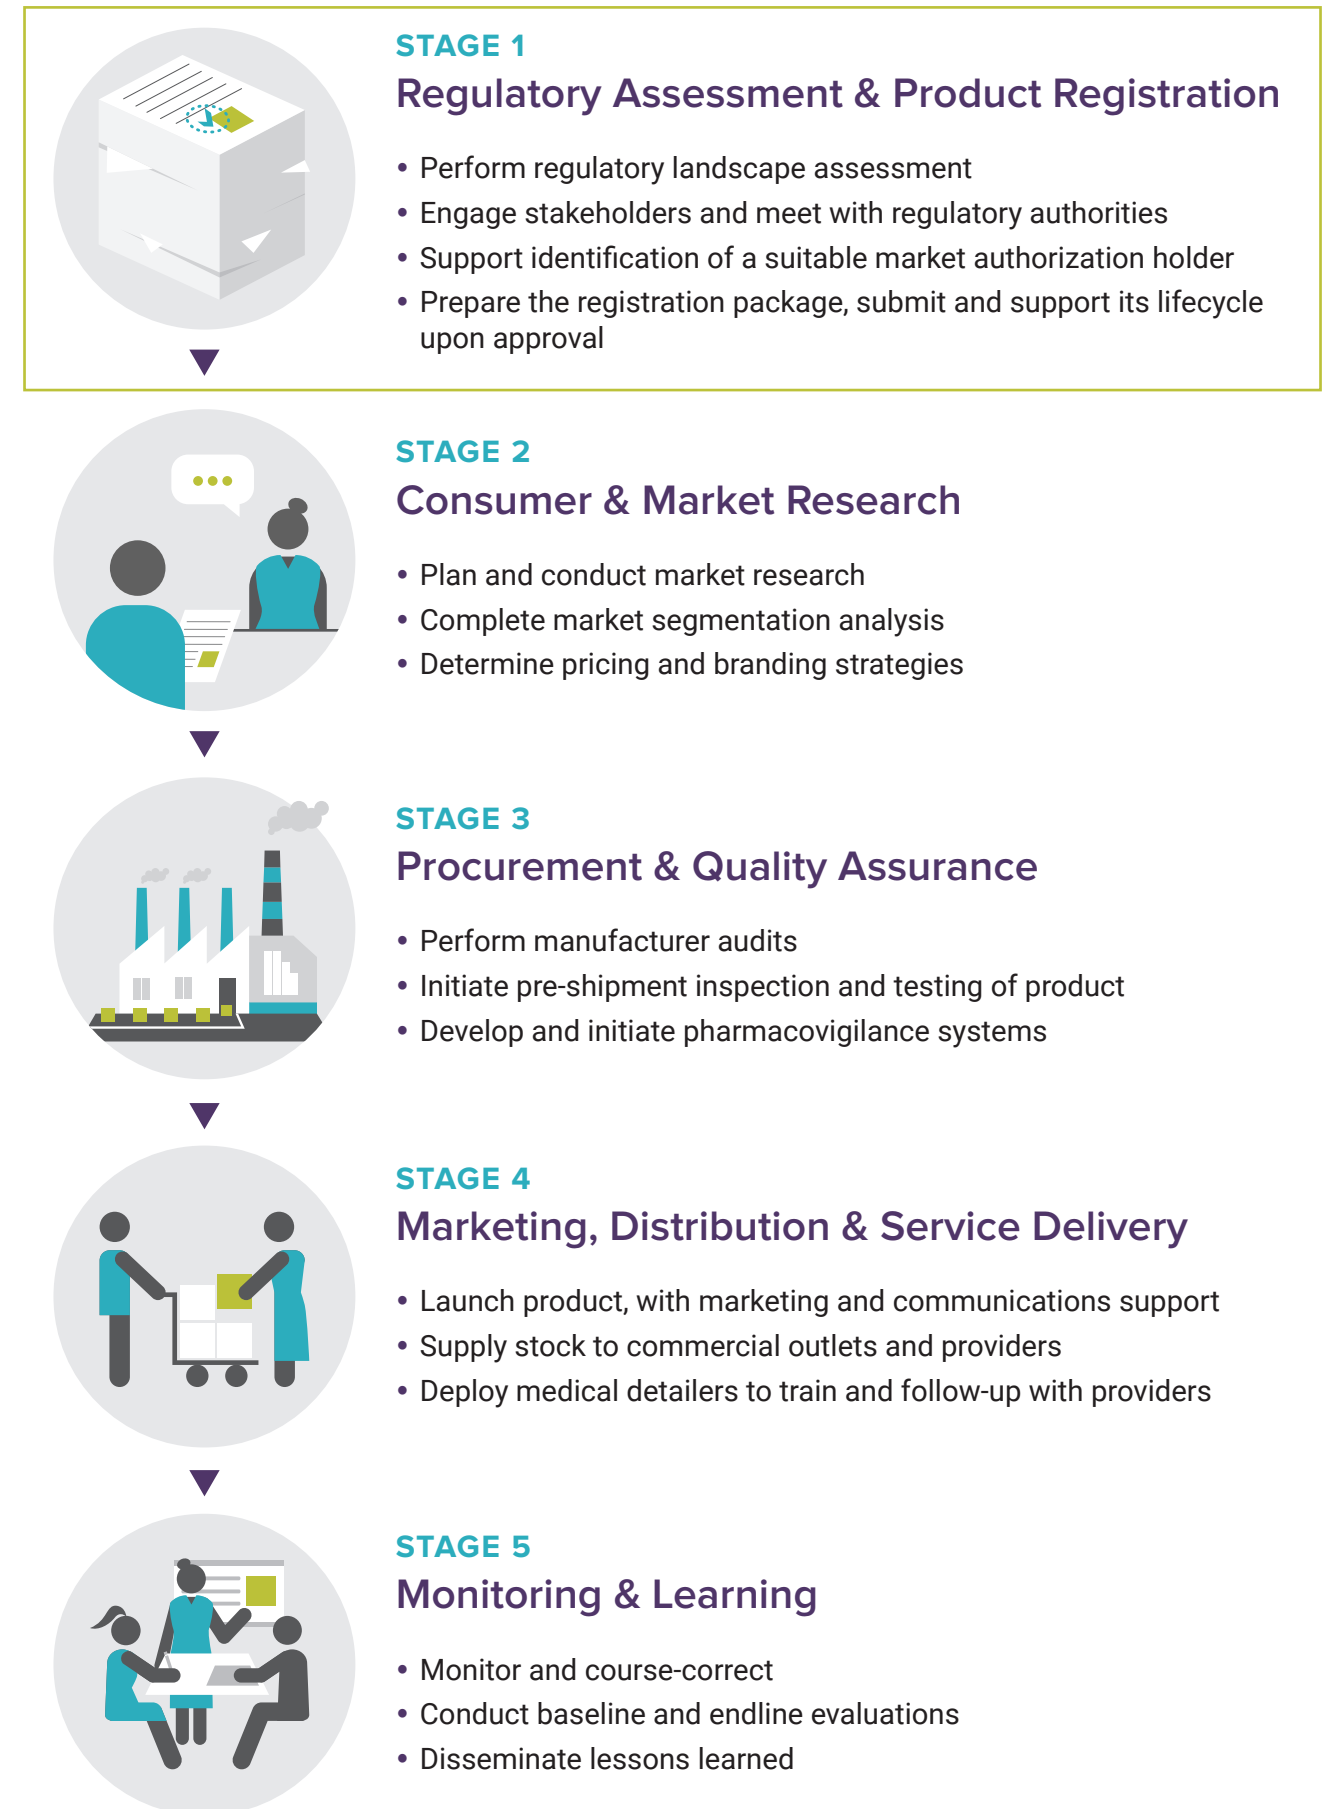 STAGE 1
Regulatory Assessment & Product Registration
• Perform regulatory landscape assessment
• Engage stakeholders and meet with regulatory authorities
• Support identification of a suitable market authorization holder
• Prepare the registration package, submit and support its lifecycle
upon approval
STAGE 2
Consumer & Market Research
• Plan and conduct market research
• Complete market segmentation analysis
• Determine pricing and branding strategies
STAGE 3
Procurement & Quality Assurance
• Perform manufacturer audits
• Initiate pre-shipment inspection and testing of product
• Develop and initiate pharmacovigilance systems
STAGE 4
Marketing, Distribution & Service Delivery
• Launch product, with marketing and communications support
• Supply stock to commercial outlets and providers
• Deploy medical detailers to train and follow-up with providers
STAGE 5
Monitoring & Learning
• Monitor and course-correct
• Conduct baseline and endline evaluations
• Disseminate lessons learned